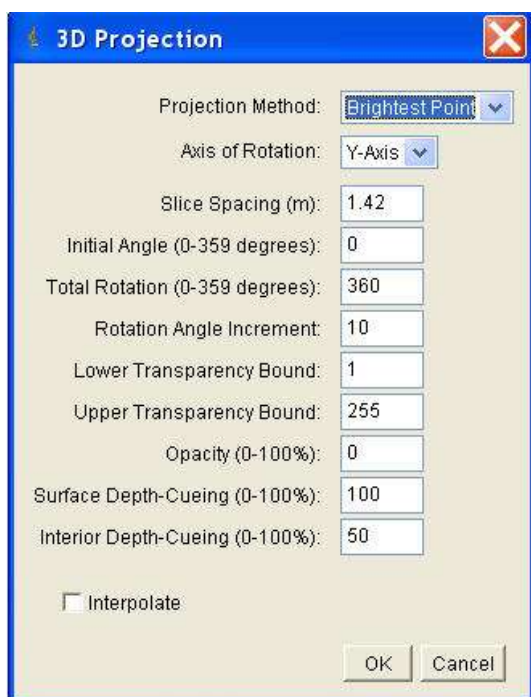 3D Projection
Projection Method: Brightest Point
Axis of Rotation: Y-Axis
Slice Spacing (m): 1.42
Initial Angle (0-359 degrees): 0
Total Rotation (0-359 degrees): 360
Rotation Angle Increment: 10
Lower Transparency Bound: 1
Upper Transparency Bound: 255
Opacity (0-100%): 0
Surface Depth-Cueing (0-100%): 100
Interior Depth-Cueing (0-100%): 50
Interpolate
OK Cancel